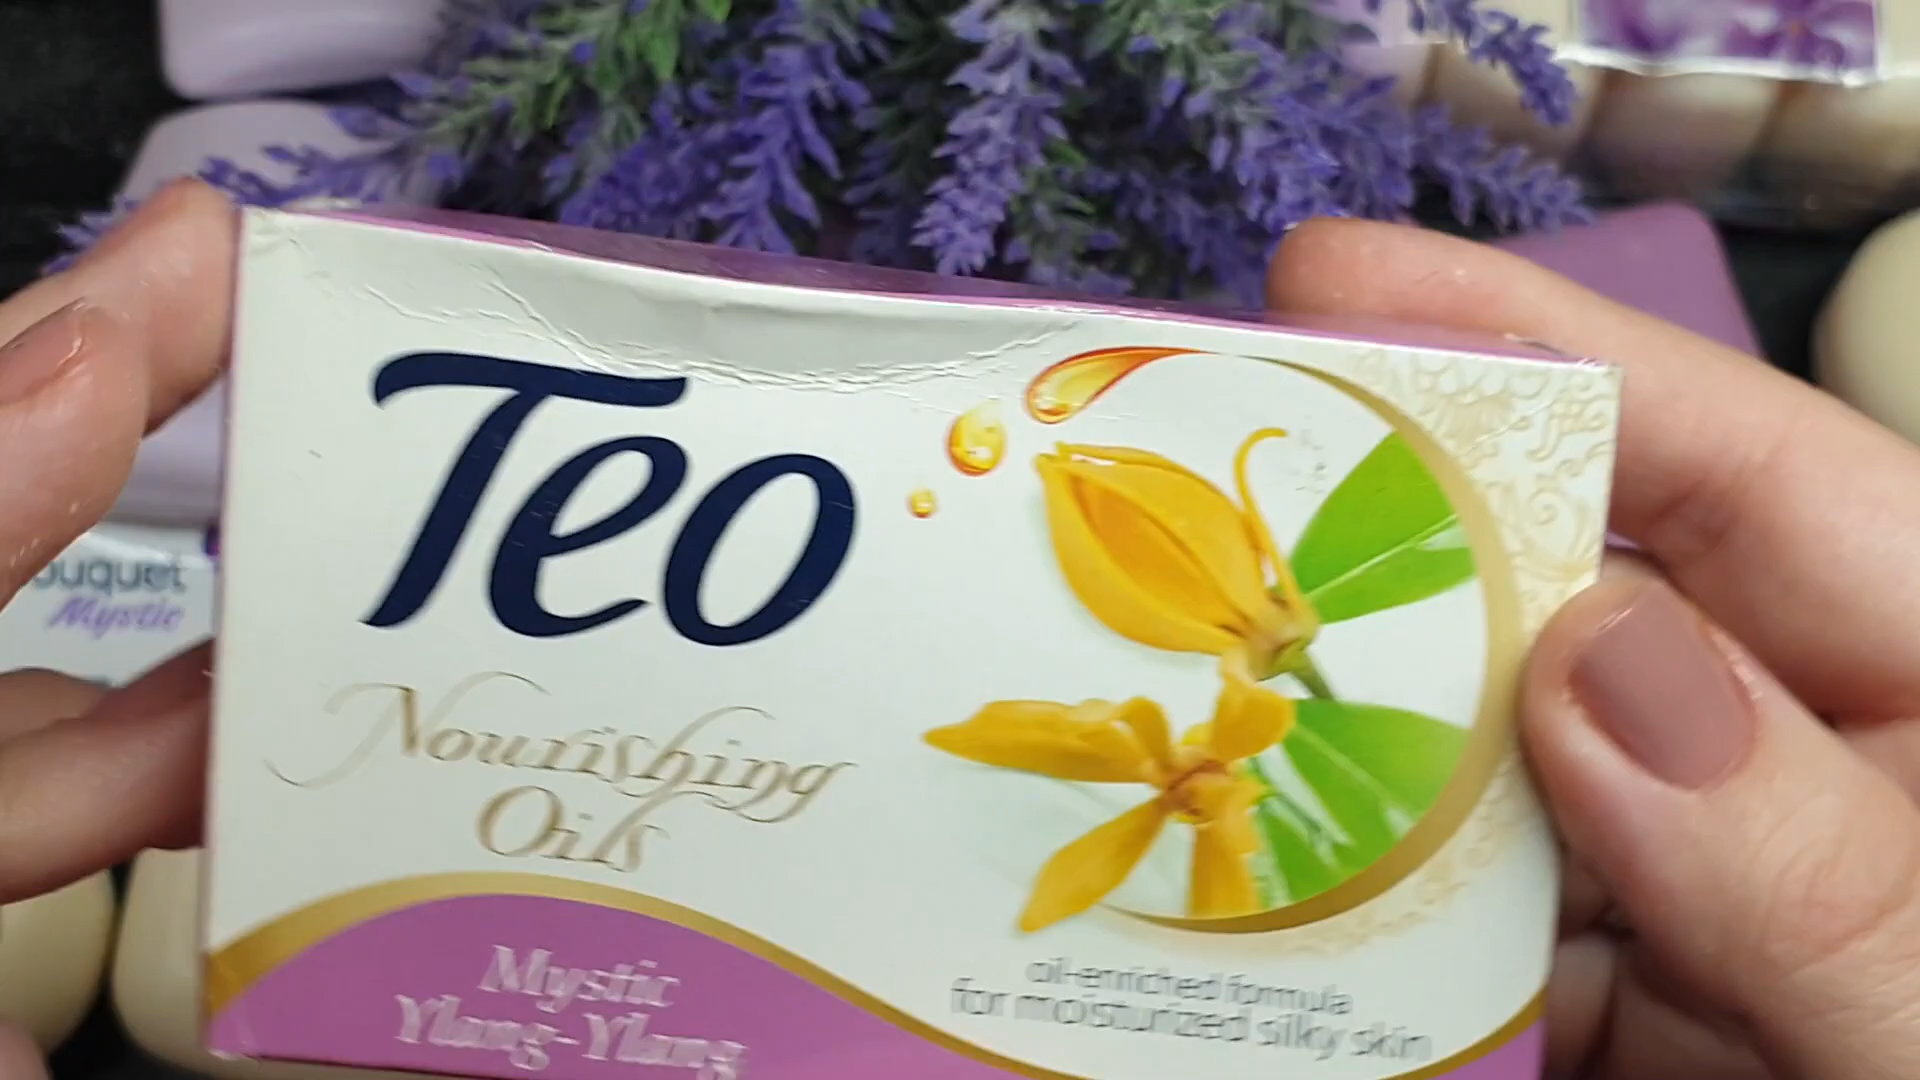 Teo
Nourishing
Oils
Mystic
Ylang-Ylang
oil-enriched formula
for moisturized silky skin
ouquet
Mystic